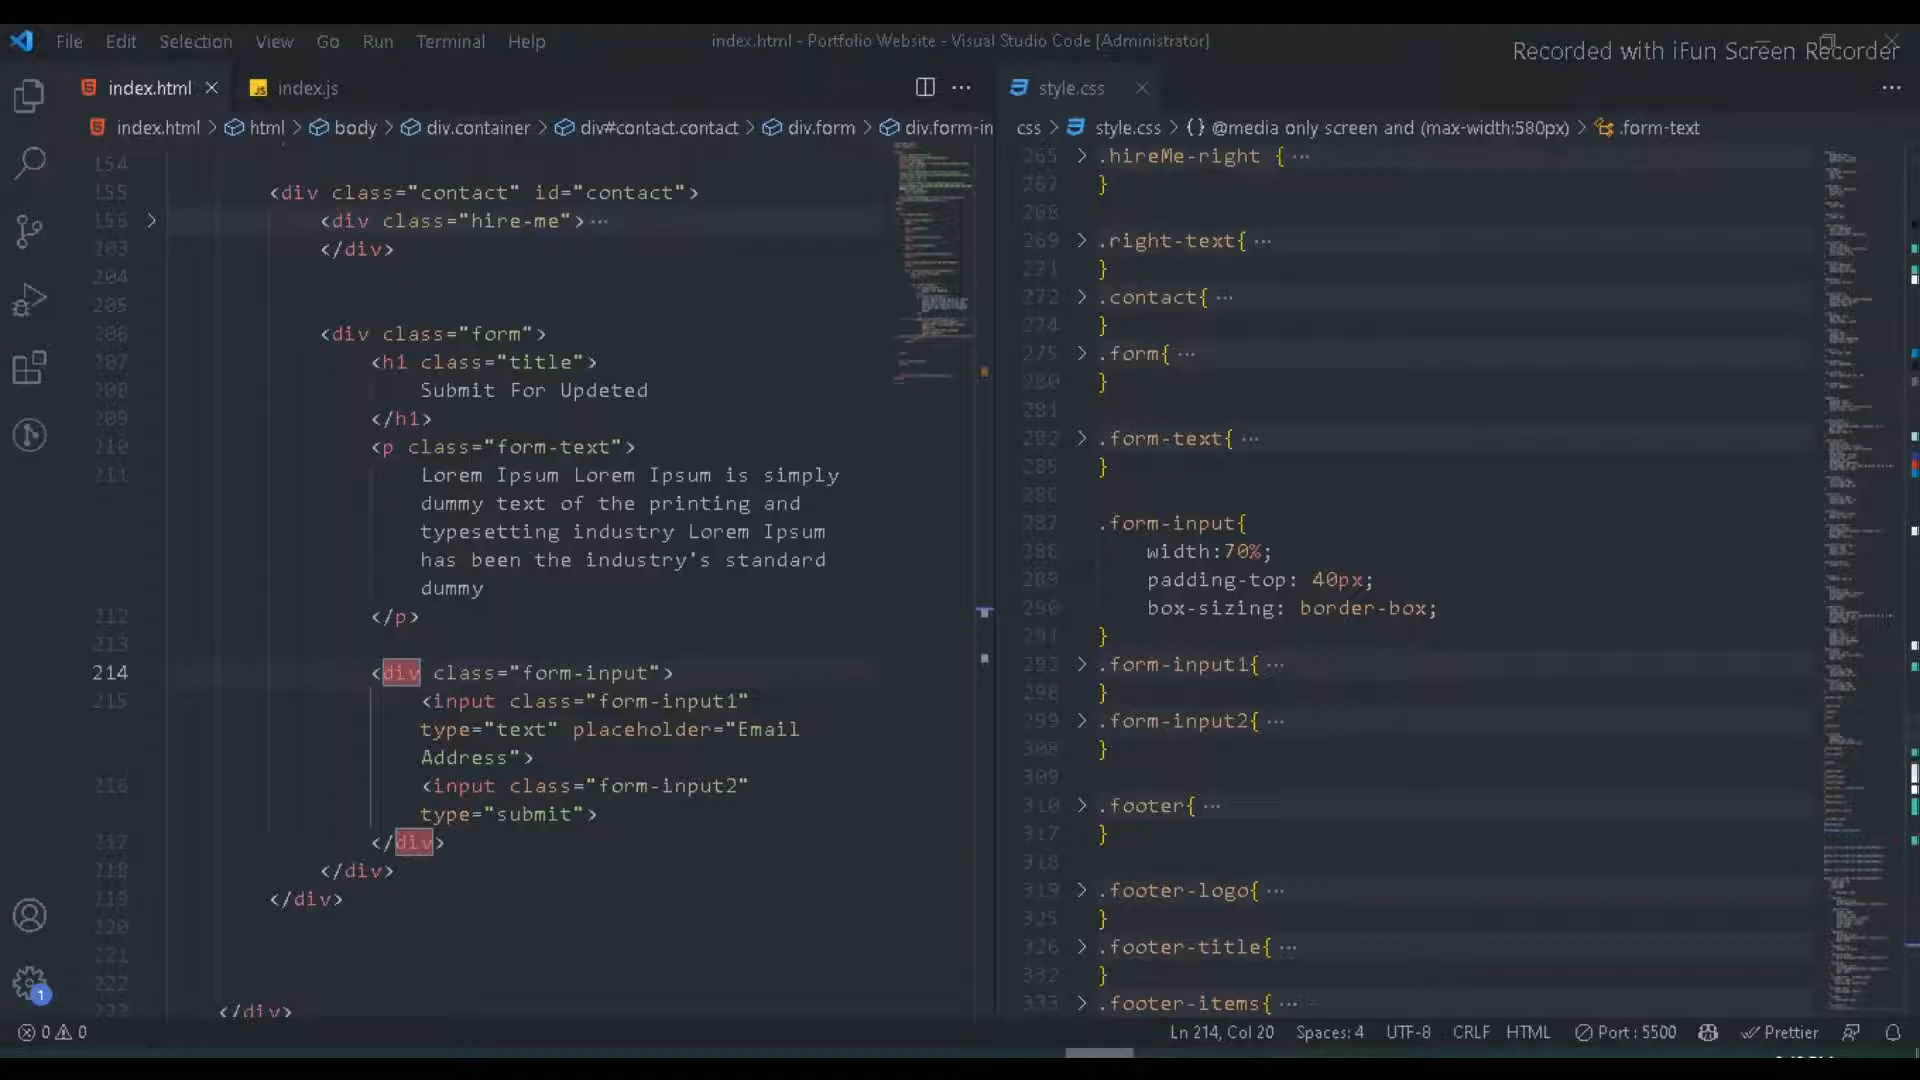 File Edit Selection View Go Run Terminal Help
index.html - Portfolio Website - Visual Studio Code [Administrator]
Recorded with iFun Screen Recorder
index.html
JS index.js
style.css
index.html > html > body > div.container > div#contact.contact > div.form > div.form-in
css > style.css > {} @media only screen and (max-width:580px) > .form-text
154
155 <div class="contact" id="contact">
156 <div class="hire-me">
203 </div>
204
205
206 <div class="form">
207 <h1 class="title">
208 Submit For Updeted
209 </h1>
210 <p class="form-text">
211 Lorem Ipsum Lorem Ipsum is simply
dummy text of the printing and
typesetting industry Lorem Ipsum
has been the industry's standard
dummy
212 </p>
213
214 <div class="form-input">
215 <input class="form-input1"
type="text" placeholder="Email
Address">
216 <input class="form-input2"
type="submit">
217 </div>
218 </div>
219 </div>
220
221
222
223 </div>
265 .hireMe-right { ...
267 }
268
269 .right-text{ ...
271 }
272 .contact{ ...
274 }
275 .form{ ...
280 }
281
282 .form-text{ ...
285 }
286
287 .form-input{
288 width:70%;
289 padding-top: 40px;
290 box-sizing: border-box;
291 }
292 .form-input1{ ...
298 }
299 .form-input2{ ...
308 }
309
310 .footer{ ...
317 }
318
319 .footer-logo{ ...
325 }
326 .footer-title{ ...
332 }
333 .footer-items{ ...
1
0 0
Ln 214, Col 20 Spaces: 4 UTF-8 CRLF HTML Port : 5500 Prettier